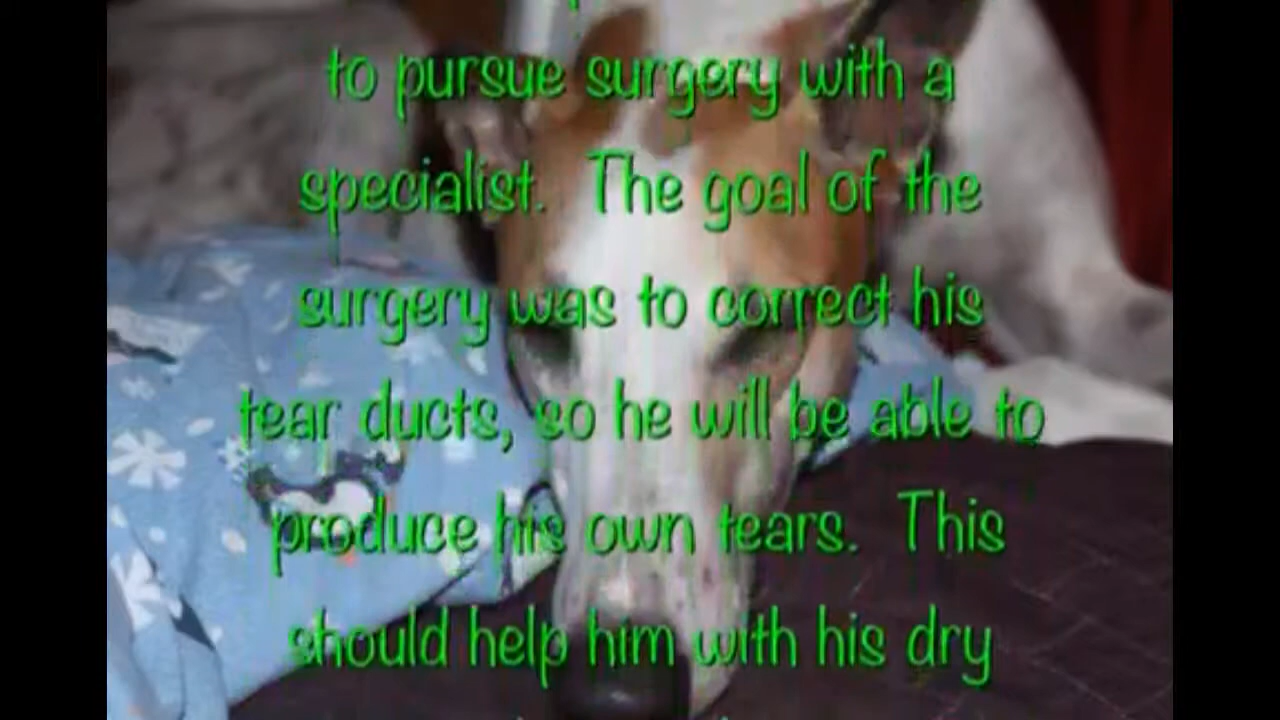 to pursue surgery with a
specialist. The goal of the
surgery was to correct his
tear ducts, so he will be able to
produce his own tears. This
should help him with his dry